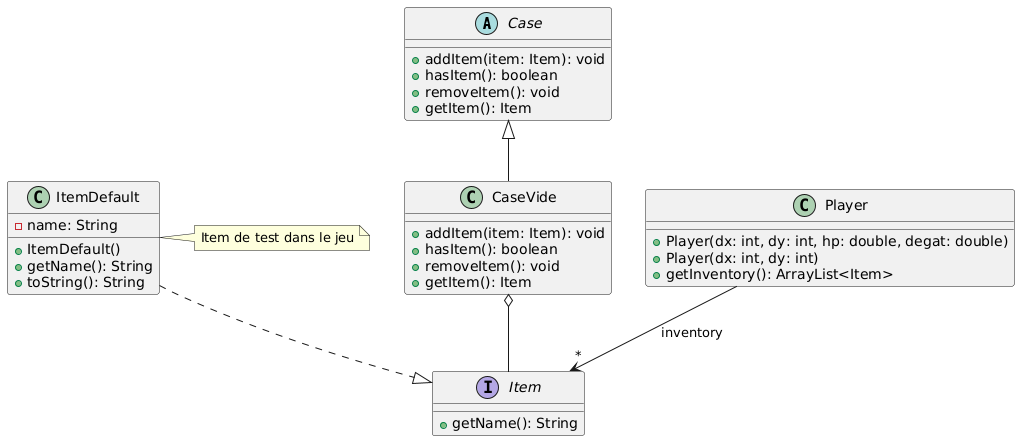 A Case
addItem(item: Item): void
hasItem(): boolean
removeItem(): void
getItem(): Item
C ItemDefault
name: String
ItemDefault()
getName(): String
toString(): String
Item de test dans le jeu
C CaseVide
addItem(item: Item): void
hasItem(): boolean
removeItem(): void
getItem(): Item
C Player
Player(dx: int, dy: int, hp: double, degat: double)
Player(dx: int, dy: int)
getInventory(): ArrayList<Item>
inventory
*
I Item
getName(): String